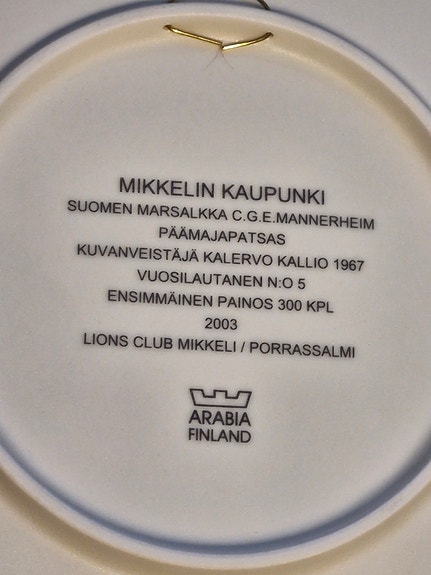 MIKKELIN KAUPUNKI
SUOMEN MARSALKKA C.G.E.MANNERHEIM
PÄÄMAJAPATSAS
KUVANVEISTÄJÄ KALERVO KALLIO 1967
VUOSILAUTANEN N:O 5
ENSIMMÄINEN PAINOS 300 KPL
2003
LIONS CLUB MIKKELI / PORRASSALMI
ARABIA
FINLAND